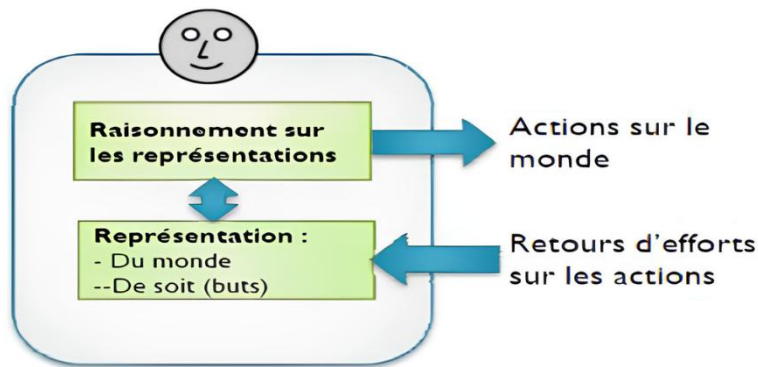 Raisonnement sur
les représentations
Actions sur le
monde
Représentation :
- Du monde
--De soit (buts)
Retours d'efforts
sur les actions